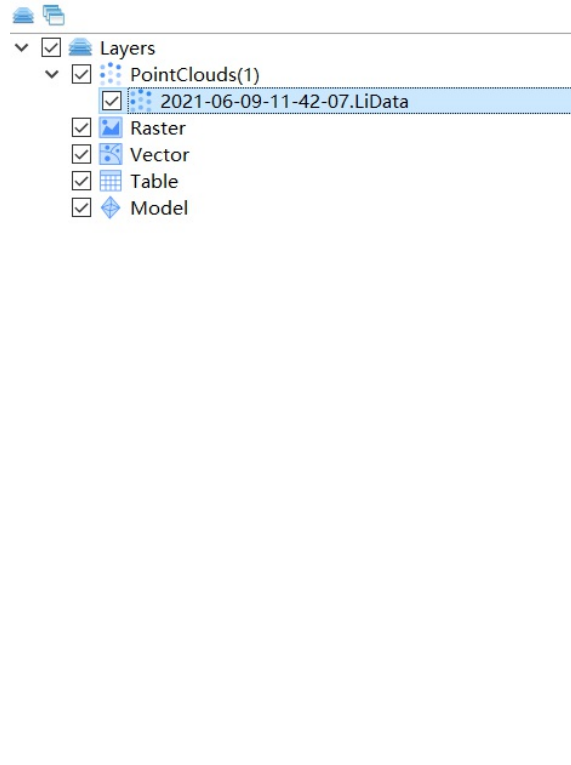 Layers
PointClouds(1)
2021-06-09-11-42-07.LiData
Raster
Vector
Table
Model